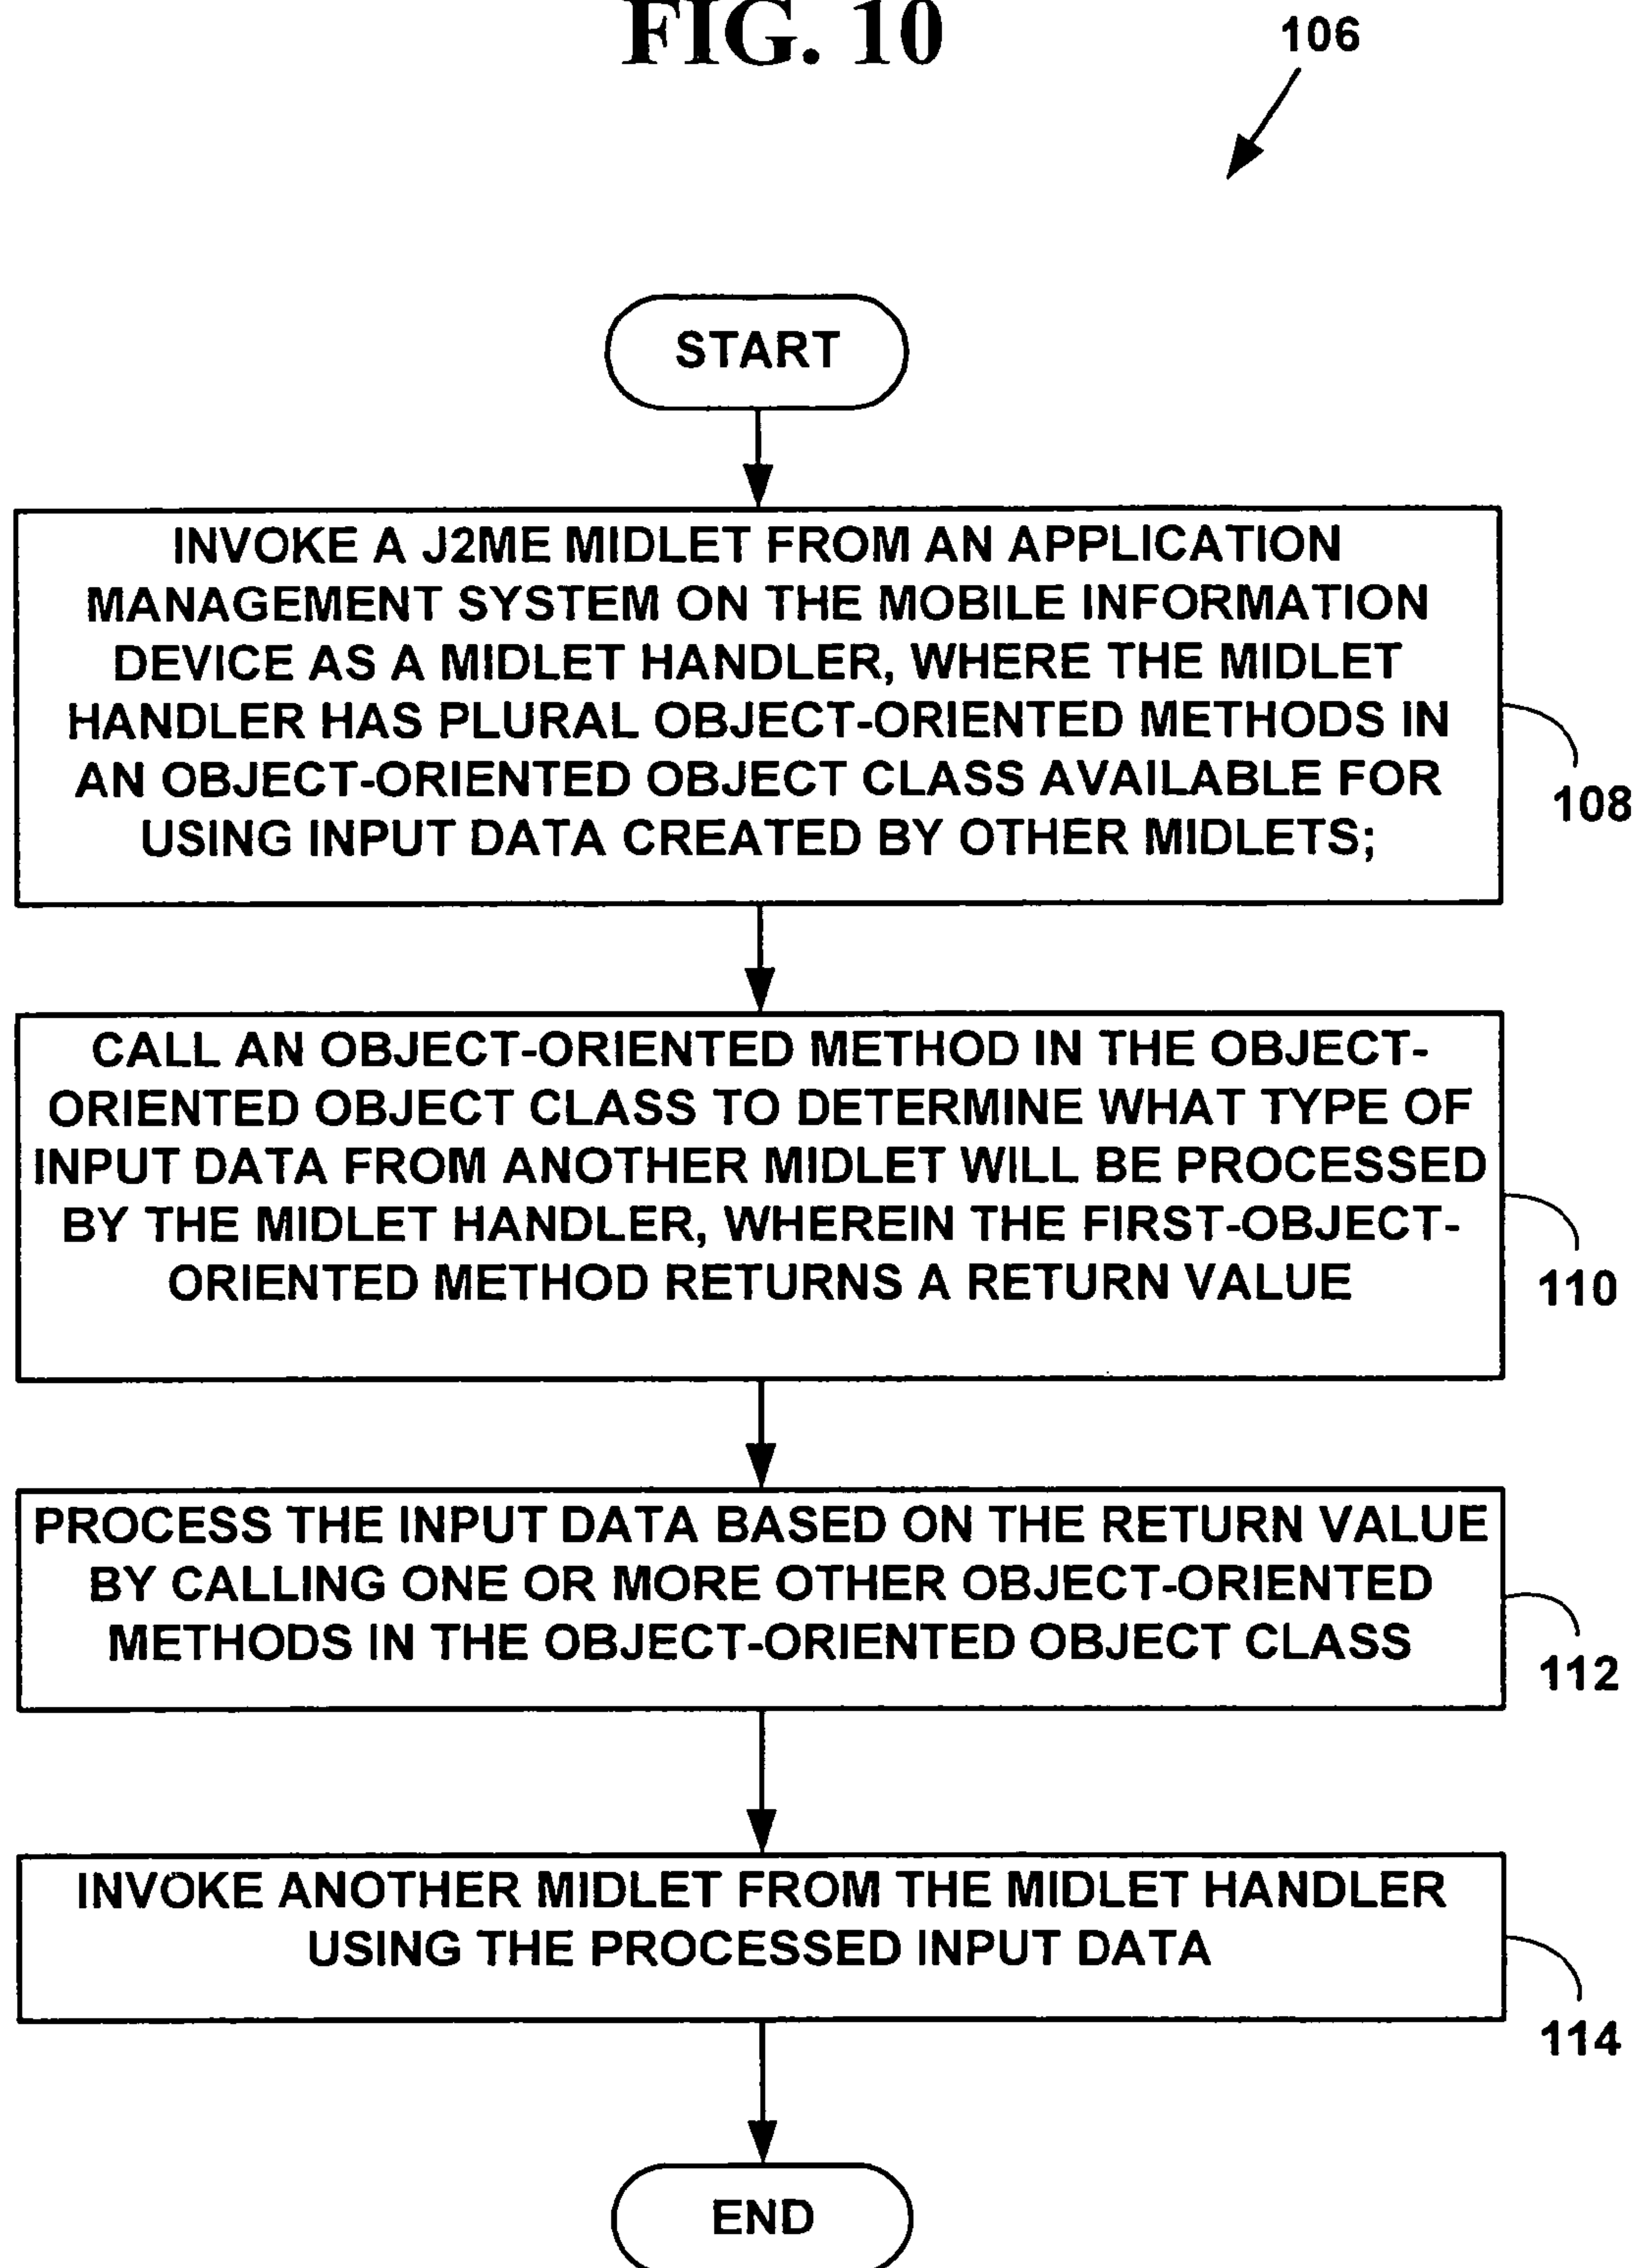 FIG. 10
106
START
INVOKE A J2ME MIDLET FROM AN APPLICATION
MANAGEMENT SYSTEM ON THE MOBILE INFORMATION
DEVICE AS A MIDLET HANDLER, WHERE THE MIDLET
HANDLER HAS PLURAL OBJECT-ORIENTED METHODS IN
AN OBJECT-ORIENTED OBJECT CLASS AVAILABLE FOR
USING INPUT DATA CREATED BY OTHER MIDLETS;
108
CALL AN OBJECT-ORIENTED METHOD IN THE OBJECT-
ORIENTED OBJECT CLASS TO DETERMINE WHAT TYPE OF
INPUT DATA FROM ANOTHER MIDLET WILL BE PROCESSED
BY THE MIDLET HANDLER, WHEREIN THE FIRST-OBJECT-
ORIENTED METHOD RETURNS A RETURN VALUE
110
PROCESS THE INPUT DATA BASED ON THE RETURN VALUE
BY CALLING ONE OR MORE OTHER OBJECT-ORIENTED
METHODS IN THE OBJECT-ORIENTED OBJECT CLASS
112
INVOKE ANOTHER MIDLET FROM THE MIDLET HANDLER
USING THE PROCESSED INPUT DATA
114
END